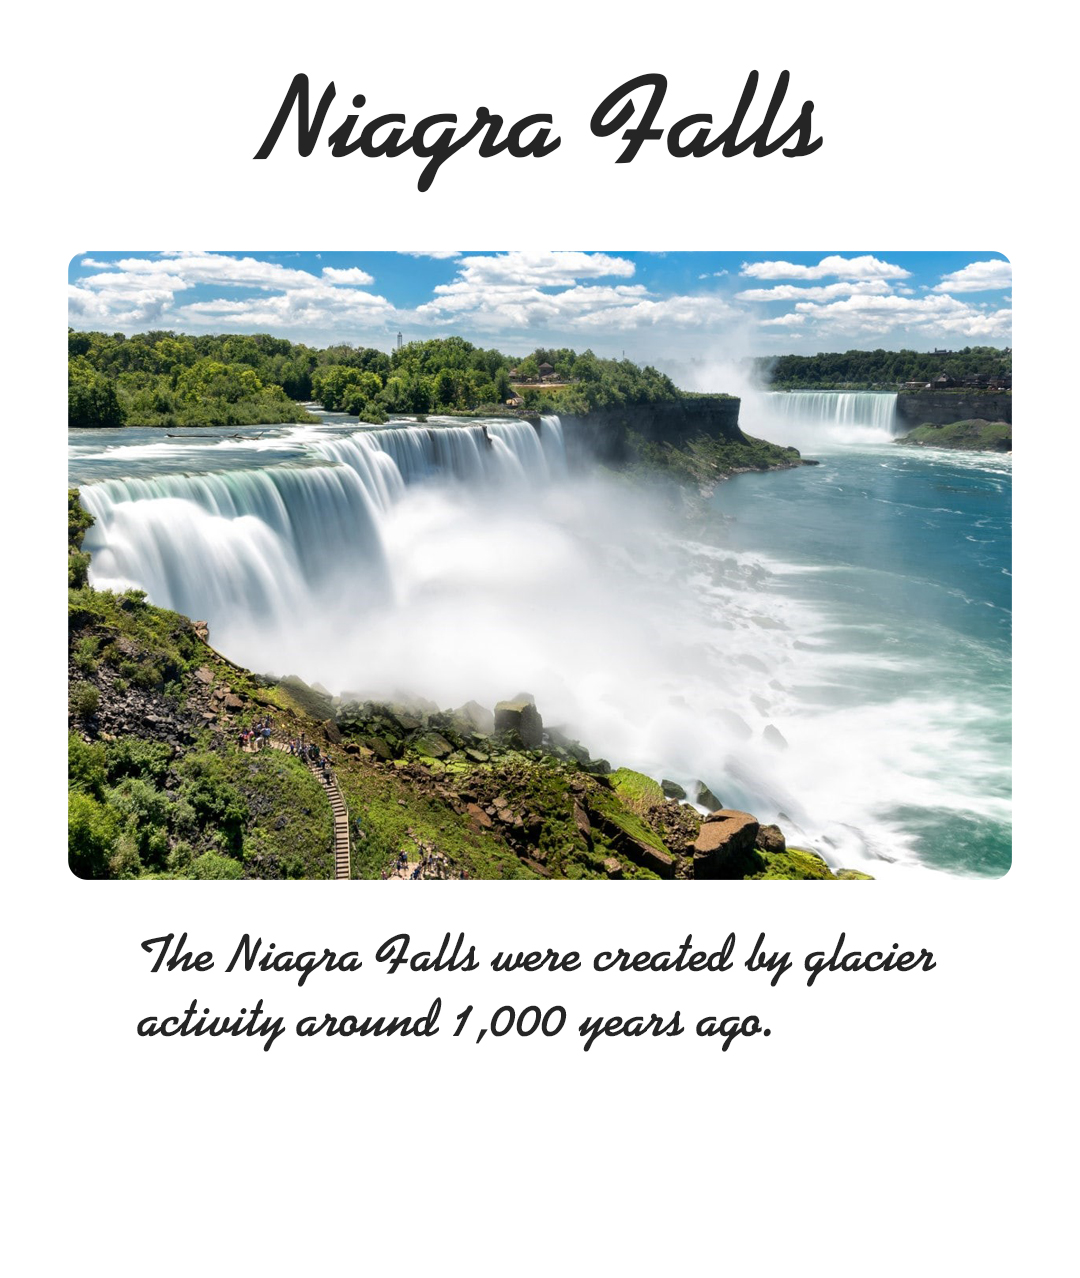 Niagra Falls
The Niagra Falls were created by glacier
activity around 1,000 years ago.